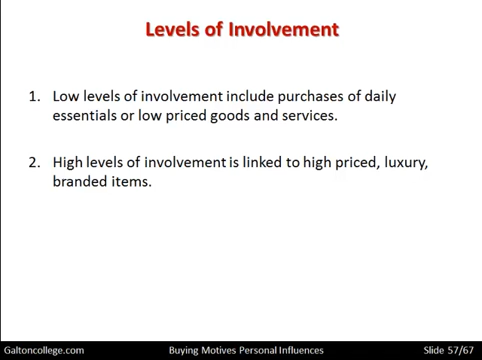 Levels of Involvement
1. Low levels of involvement include purchases of daily
essentials or low priced goods and services.
2. High levels of involvement is linked to high priced, luxury,
branded items.
Galtoncollege.com Buying Motives Personal Influences Slide 57/67